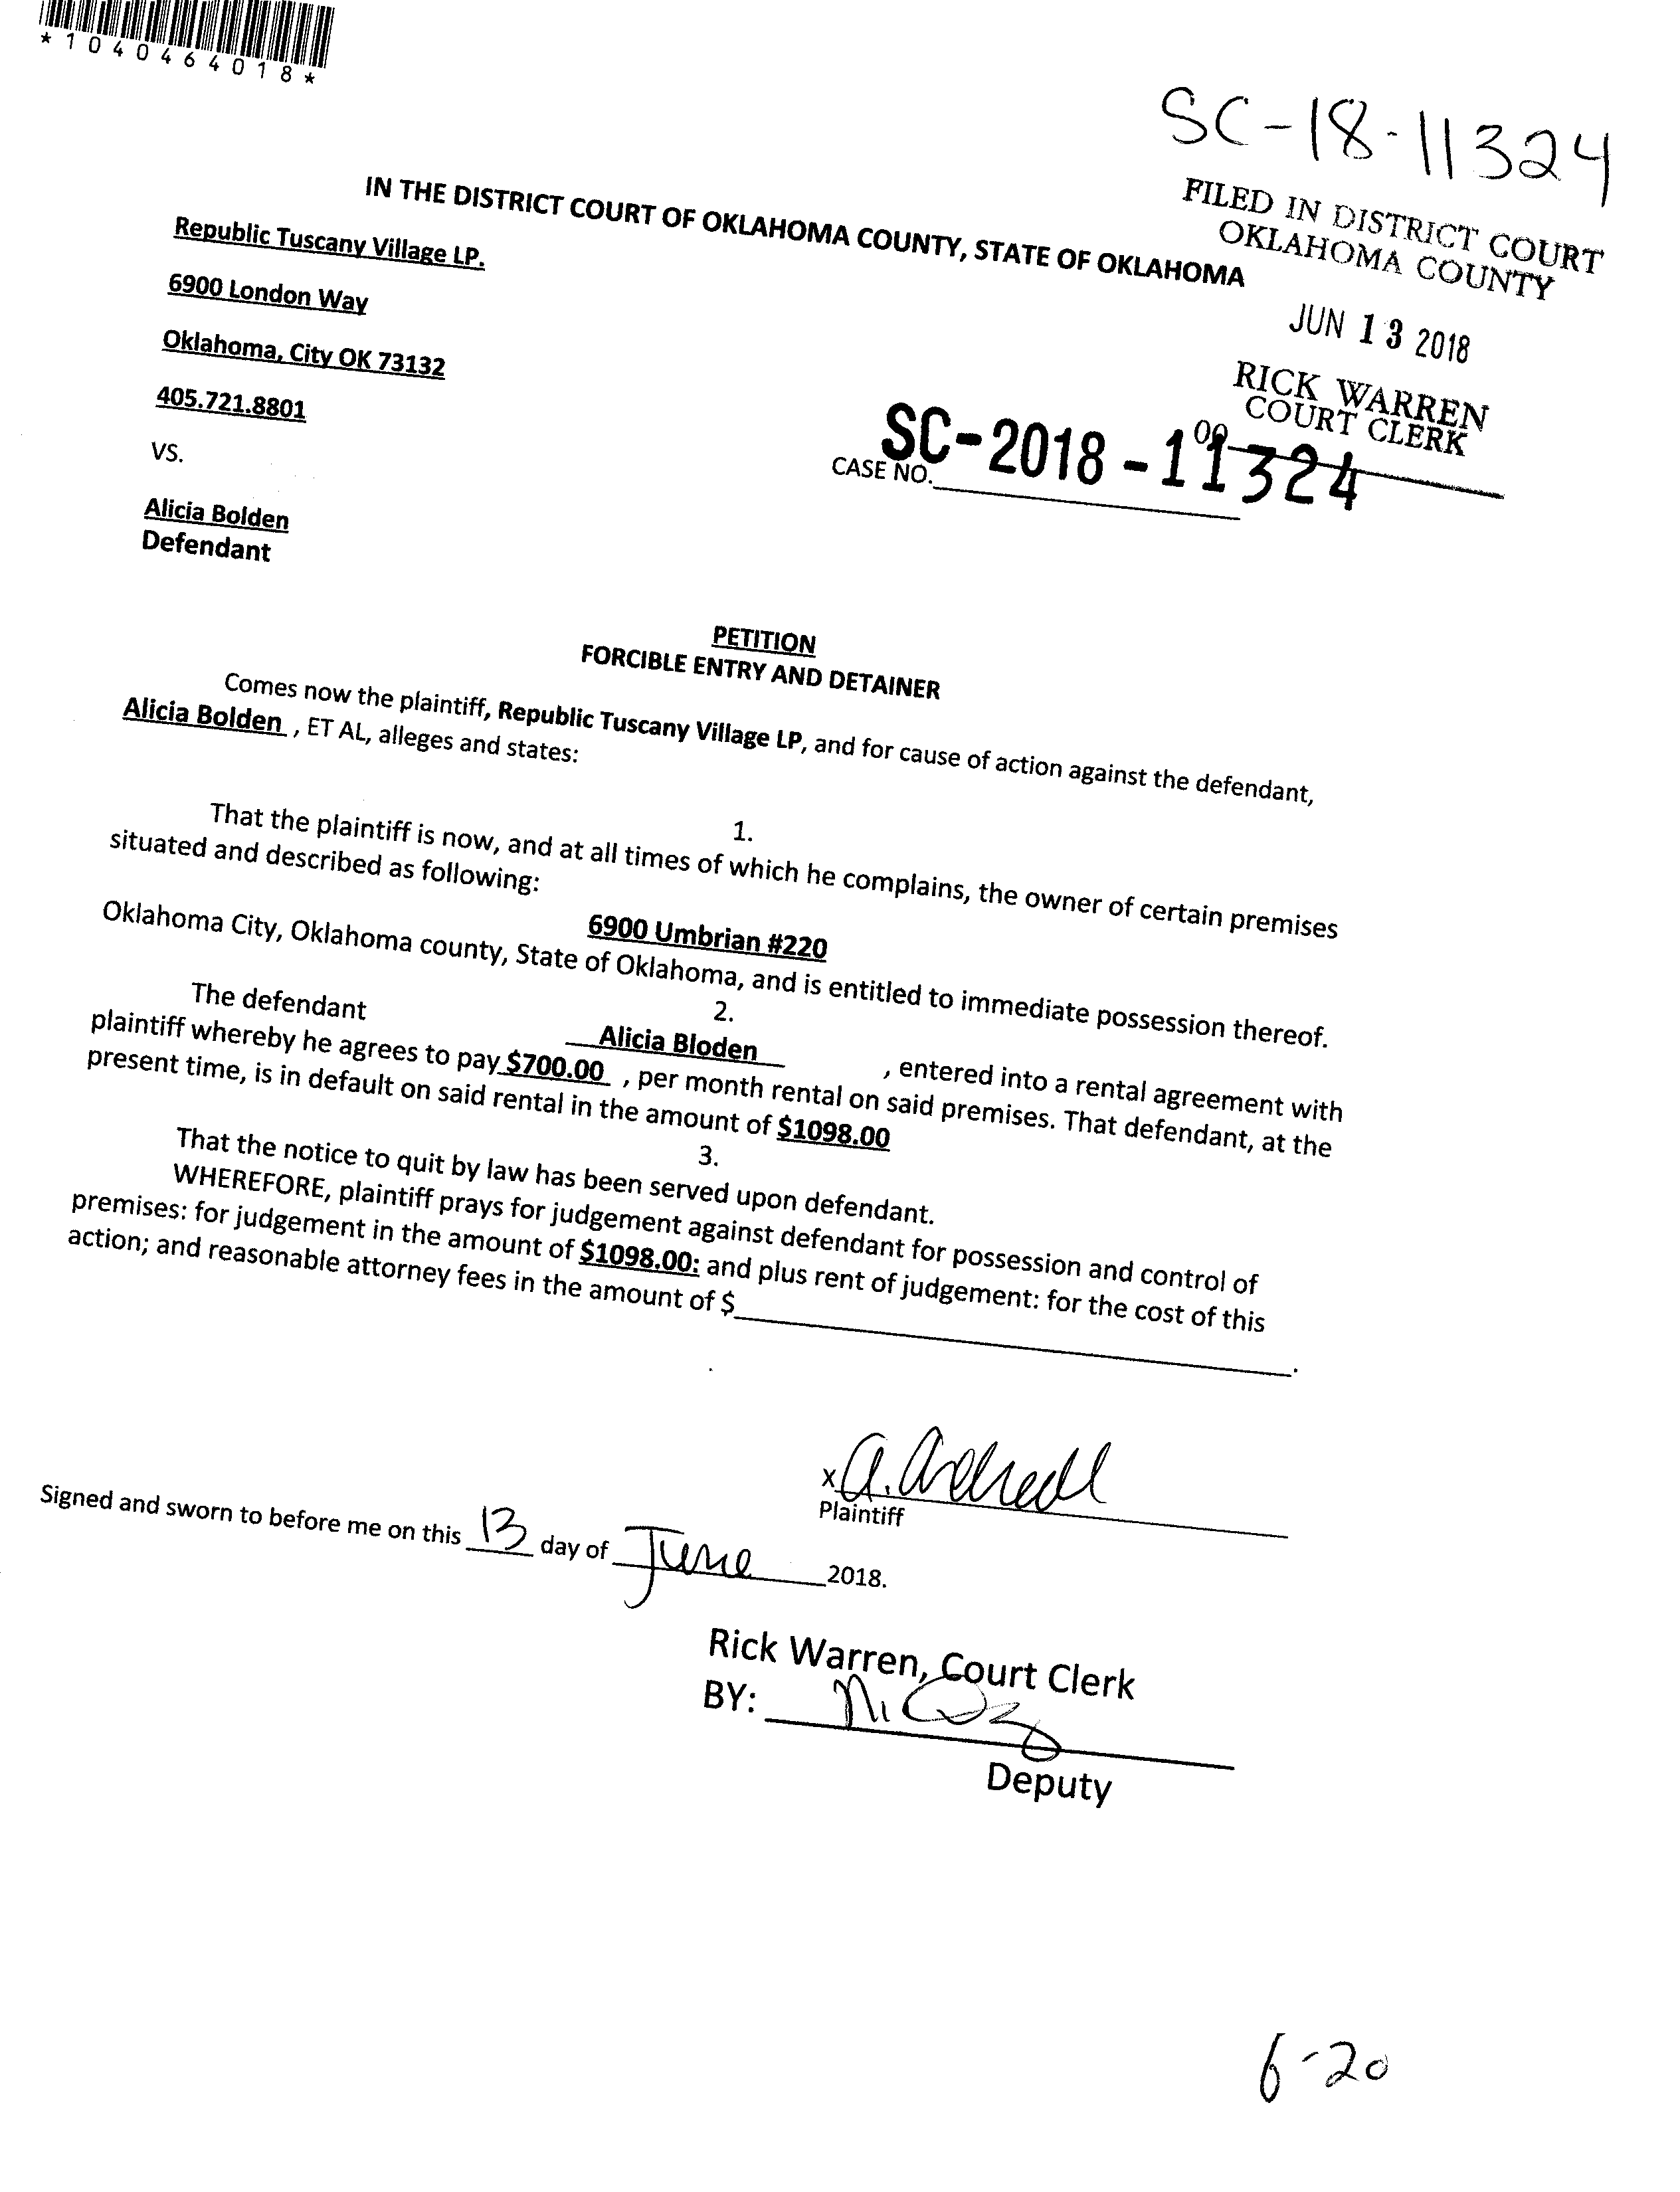 *1040464018*
SC-18-11324
FILED IN DISTRICT COURT
OKLAHOMA COUNTY
JUN 13 2018
RICK WARREN
COURT CLERK
00
IN THE DISTRICT COURT OF OKLAHOMA COUNTY, STATE OF OKLAHOMA
Republic Tuscany Village LP.
6900 London Way
Oklahoma, City OK 73132
405.721.8801
VS.
CASE NO. SC-2018-11324
Alicia Bolden
Defendant
PETITION
FORCIBLE ENTRY AND DETAINER
Comes now the plaintiff, Republic Tuscany Village LP, and for cause of action against the defendant,
Alicia Bolden , ET AL, alleges and states:
1.
That the plaintiff is now, and at all times of which he complains, the owner of certain premises
situated and described as following:
6900 Umbrian #220
Oklahoma City, Oklahoma county, State of Oklahoma, and is entitled to immediate possession thereof.
2.
The defendant Alicia Bloden , entered into a rental agreement with
plaintiff whereby he agrees to pay $700.00 , per month rental on said premises. That defendant, at the
present time, is in default on said rental in the amount of $1098.00
3.
That the notice to quit by law has been served upon defendant.
WHEREFORE, plaintiff prays for judgement against defendant for possession and control of
premises: for judgement in the amount of $1098.00: and plus rent of judgement: for the cost of this
action; and reasonable attorney fees in the amount of $ .
x
Plaintiff
Signed and sworn to before me on this 13 day of June 2018.
Rick Warren, Court Clerk
BY:
Deputy
6-20